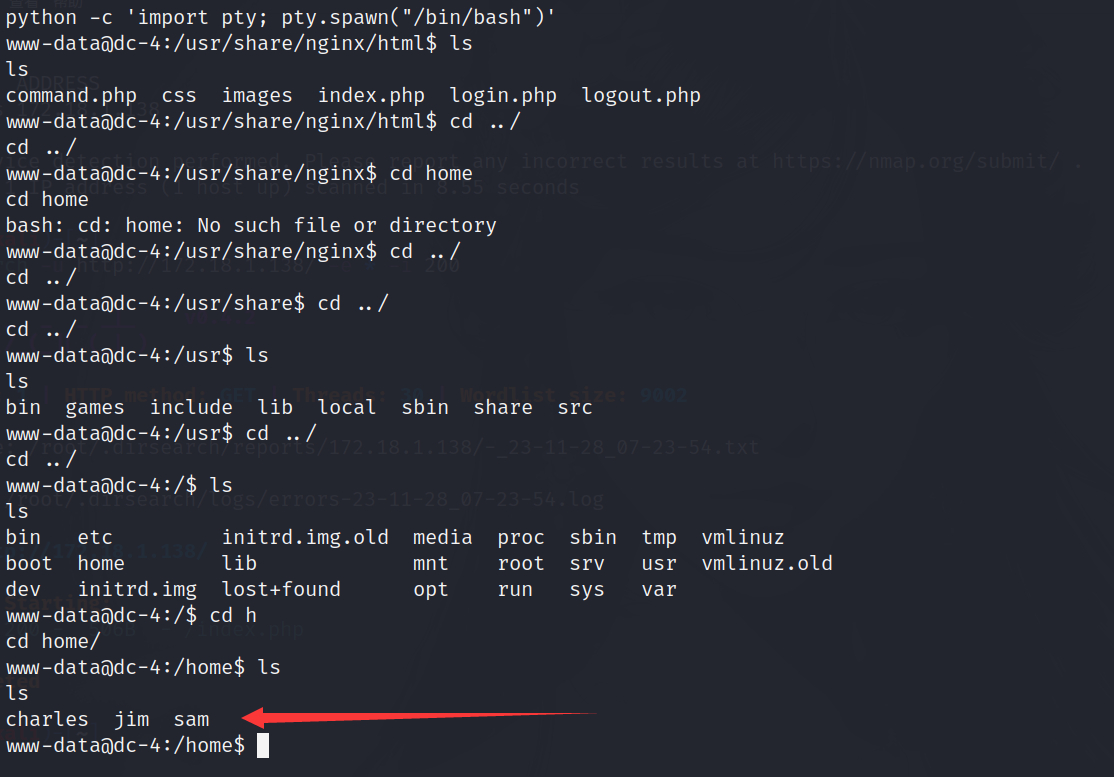 python -c 'import pty; pty.spawn("/bin/bash")'
www-data@dc-4:/usr/share/nginx/html$ ls
ls
command.php  css  images  index.php  login.php  logout.php
www-data@dc-4:/usr/share/nginx/html$ cd ../
cd ../
www-data@dc-4:/usr/share/nginx$ cd home
cd home
bash: cd: home: No such file or directory
www-data@dc-4:/usr/share/nginx$ cd ../
cd ../
www-data@dc-4:/usr/share$ cd ../
cd ../
www-data@dc-4:/usr$ ls
ls
bin  games  include  lib  local  sbin  share  src
www-data@dc-4:/usr$ cd ../
cd ../
www-data@dc-4:/$ ls
ls
bin   etc         initrd.img.old  media  proc  sbin  tmp  vmlinuz
boot  home        lib             mnt    root  srv   usr  vmlinuz.old
dev   initrd.img  lost+found      opt    run   sys   var
www-data@dc-4:/$ cd h
cd home/
www-data@dc-4:/home$ ls
ls
charles  jim  sam
www-data@dc-4:/home$